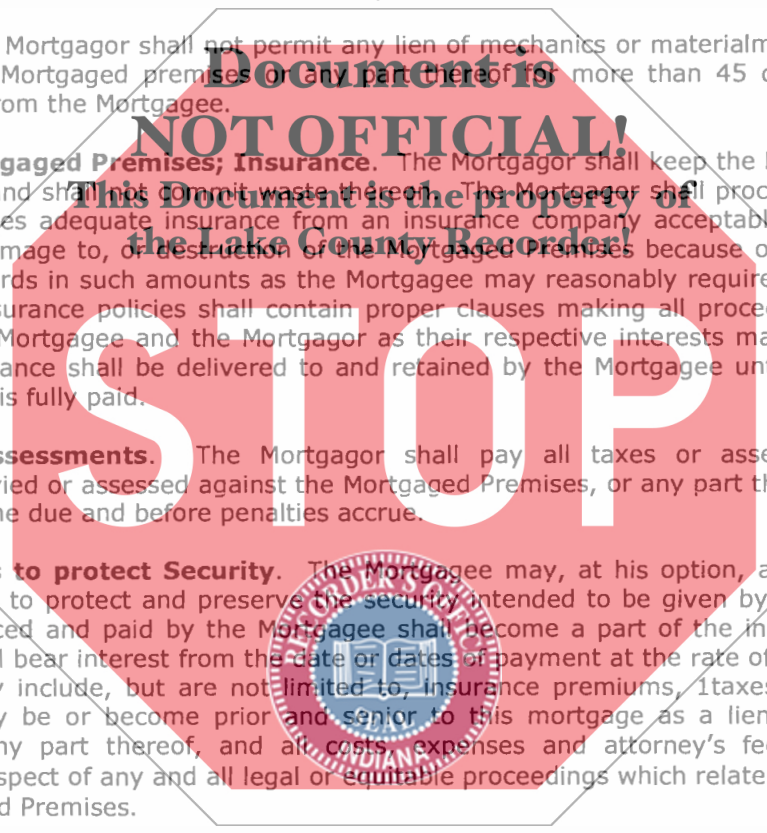 Mortgagor shall not permit any lien of mechanics or materialm
Mortgaged premises or any part thereof for more than 45
om the Mortgagee.
Document is
NOT OFFICIAL!
This Document is the property of
the Lake County Recorder!
gaged Premises; Insurance. The Mortgagor shall keep the
nd shall not commit waste thereon. The Mortgagor shall proc
es adequate insurance from an insurance company acceptabl
mage to, or destruction of the Mortgaged Premises because o
rds in such amounts as the Mortgagee may reasonably require
surance policies shall contain proper clauses making all procee
Mortgagee and the Mortgagor as their respective interests ma
ance shall be delivered to and retained by the Mortgagee un
is fully paid.
STOP
ssessments. The Mortgagor shall pay all taxes or asse
ied or assessed against the Mortgaged Premises, or any part th
e due and before penalties accrue.
s to protect Security. The Mortgagee may, at his option, a
to protect and preserve the security intended to be given by
ced and paid by the Mortgagee shall become a part of the in
l bear interest from the date or dates of payment at the rate of
y include, but are not limited to, insurance premiums, 1taxes
y be or become prior and senior to this mortgage as a lien
ny part thereof, and all costs, expenses and attorney's fe
spect of any and all legal or equitable proceedings which relate
d Premises.
RECORDER'S OFFICE
SEAL
INDIANA